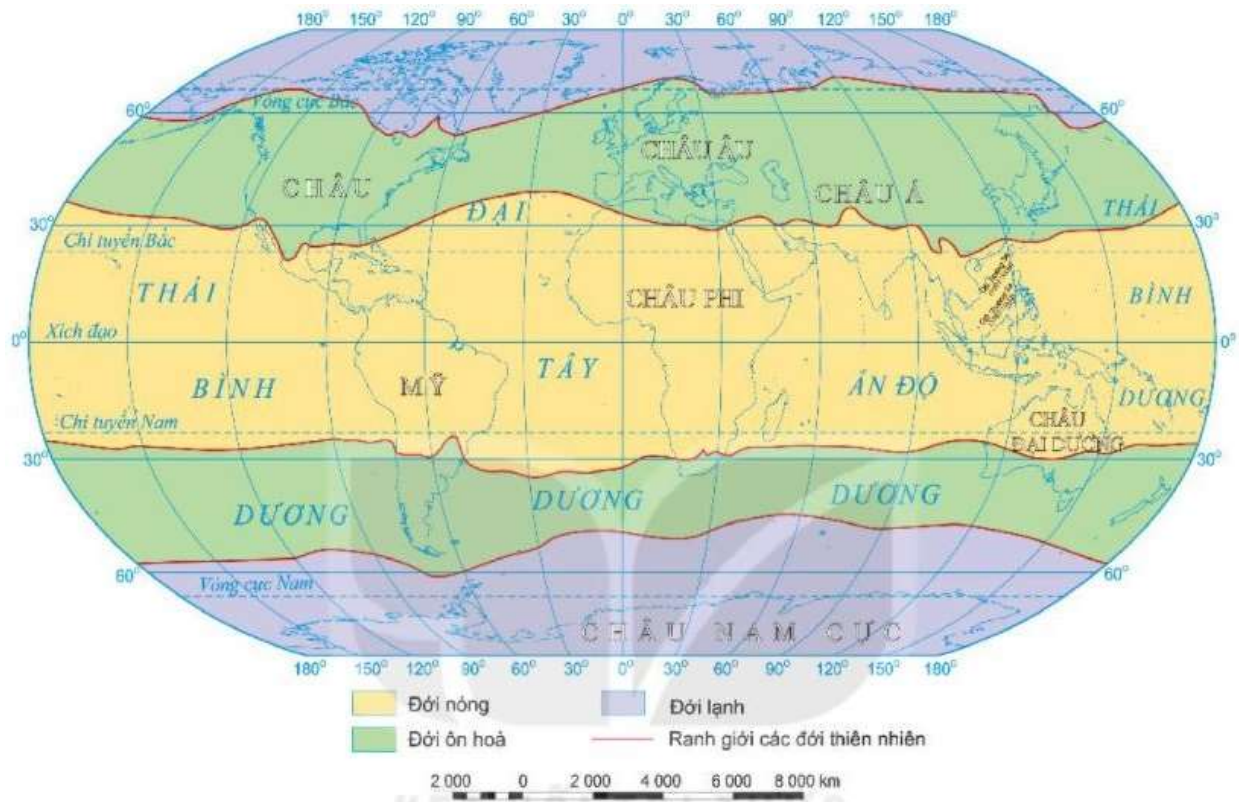 180° 150° 120° 90° 60° 30° 0° 30° 60° 90° 120° 150° 180°
Vòng cực Bắc
60° 60°
CHÂU ÂU
CHÂU CHÂU Á
ĐẠI THÁI
30° 30°
Chí tuyến Bắc
THÁI CHÂU PHI BÌNH
Xích đạo
0° 0°
BÌNH MỸ TÂY ẤN ĐỘ DƯƠNG
Chí tuyến Nam
CHÂU
ĐẠI DƯƠNG
30° 30°
DƯƠNG DƯƠNG DƯƠNG
60° 60°
Vòng cực Nam
CHÂU NAM CỰC
180° 150° 120° 90° 60° 30° 0° 30° 60° 90° 120° 150° 180°
Đới nóng Đới lạnh
Đới ôn hoà Ranh giới các đới thiên nhiên
2 000 0 2 000 4 000 6 000 8 000 km